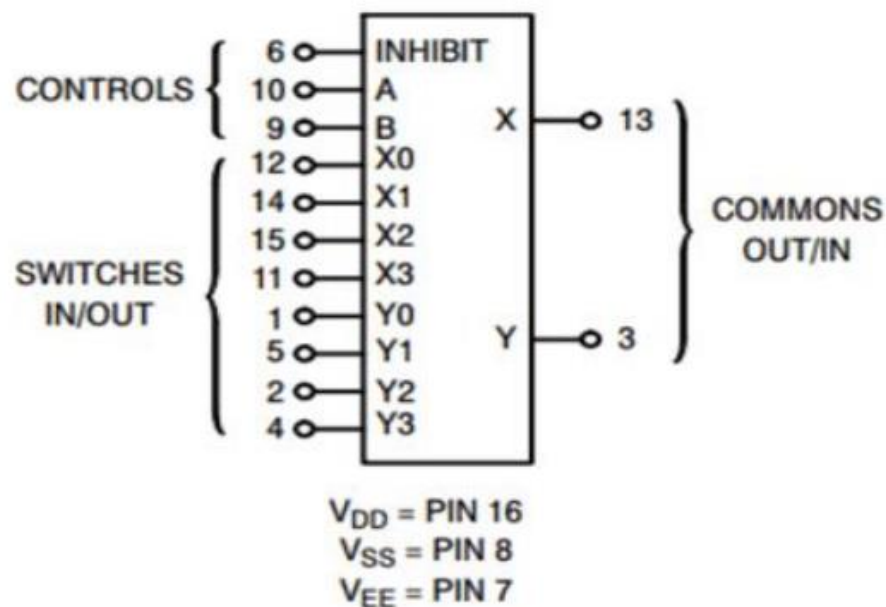 CONTROLS
6 INHIBIT
10 A
9 B
SWITCHES
IN/OUT
12 X0
14 X1
15 X2
11 X3
1 Y0
5 Y1
2 Y2
4 Y3
X 13
Y 3
COMMONS
OUT/IN
VDD = PIN 16
VSS = PIN 8
VEE = PIN 7